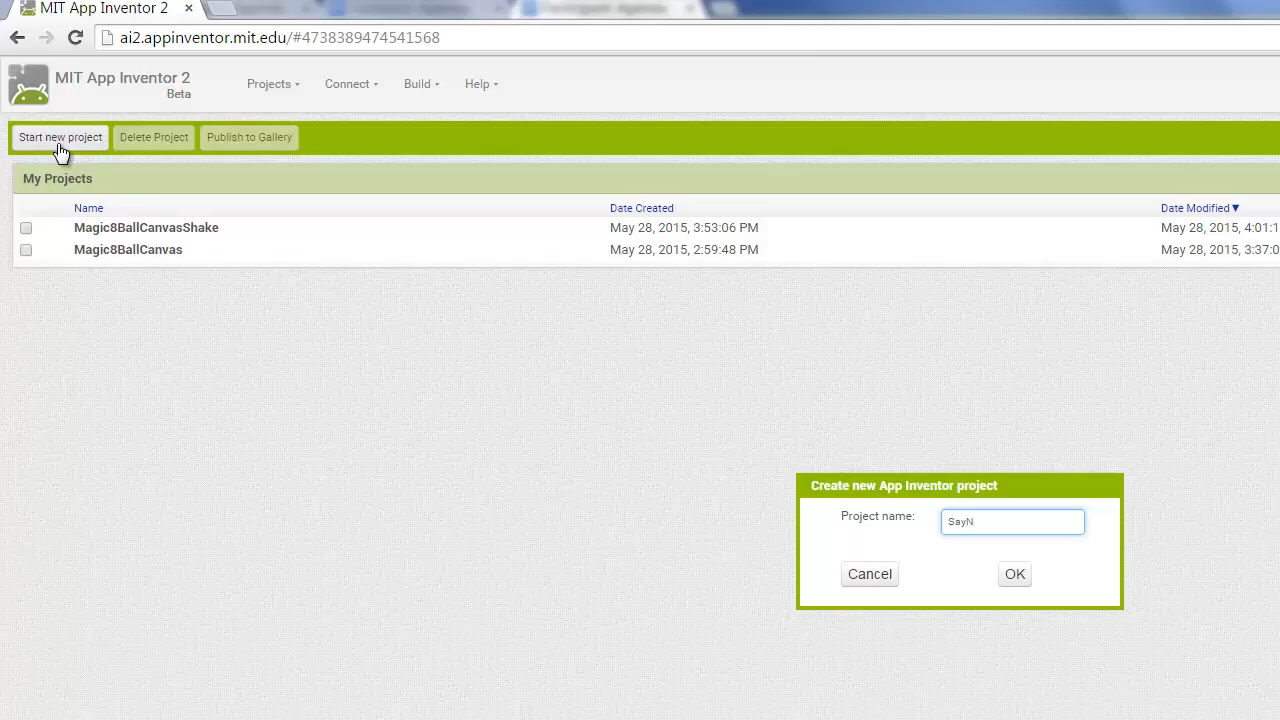 MIT App Inventor 2 ×
ai2.appinventor.mit.edu/#4738389474541568
MIT App Inventor 2
Beta
Projects Connect Build Help
Start new project Delete Project Publish to Gallery
My Projects
Name Date Created Date Modified ▼
Magic8BallCanvasShake May 28, 2015, 3:53:06 PM May 28, 2015, 4:01:1
Magic8BallCanvas May 28, 2015, 2:59:48 PM May 28, 2015, 3:37:0
Create new App Inventor project
Project name: SayN
Cancel OK